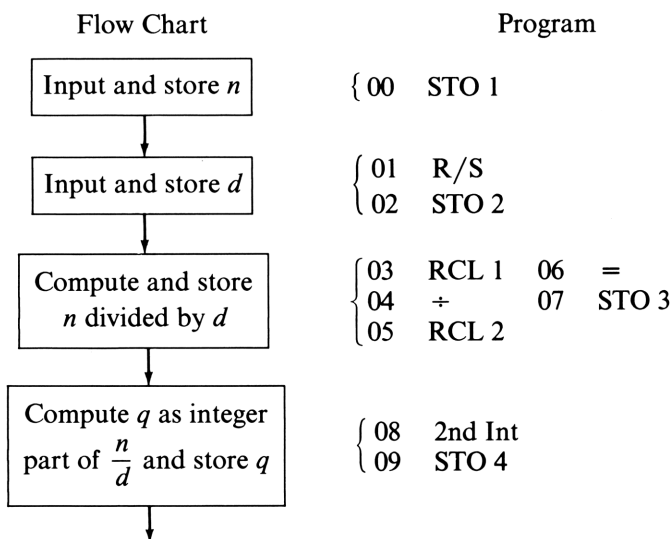 Flow Chart Program
Input and store n
{ 00 STO 1
Input and store d
{ 01 R/S
02 STO 2
Compute and store
n divided by d
{ 03 RCL 1 06 =
04 ÷ 07 STO 3
05 RCL 2
Compute q as integer
part of n/d and store q
{ 08 2nd Int
09 STO 4